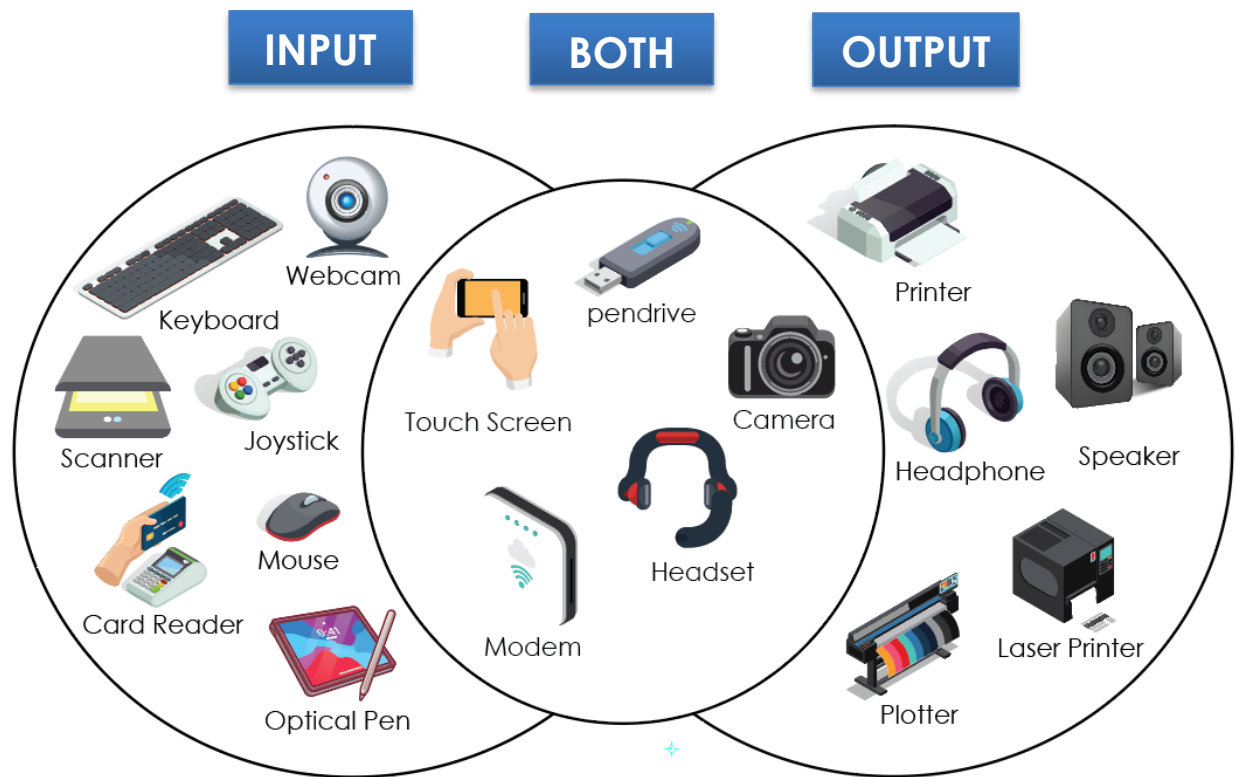 INPUT
BOTH
OUTPUT
Webcam
Keyboard
Scanner
Joystick
Card Reader
Mouse
Optical Pen
pendrive
Touch Screen
Camera
Headset
Modem
Printer
Headphone
Speaker
Laser Printer
Plotter